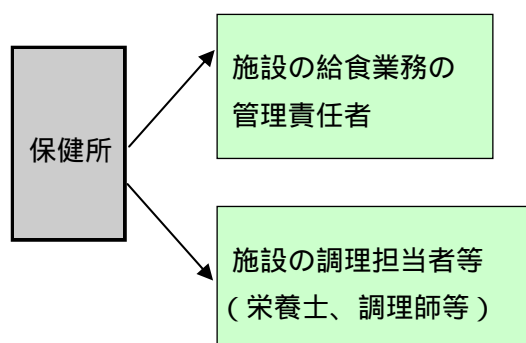 保健所
施設の給食業務の
管理責任者
施設の調理担当者等
（栄養士、調理師等）